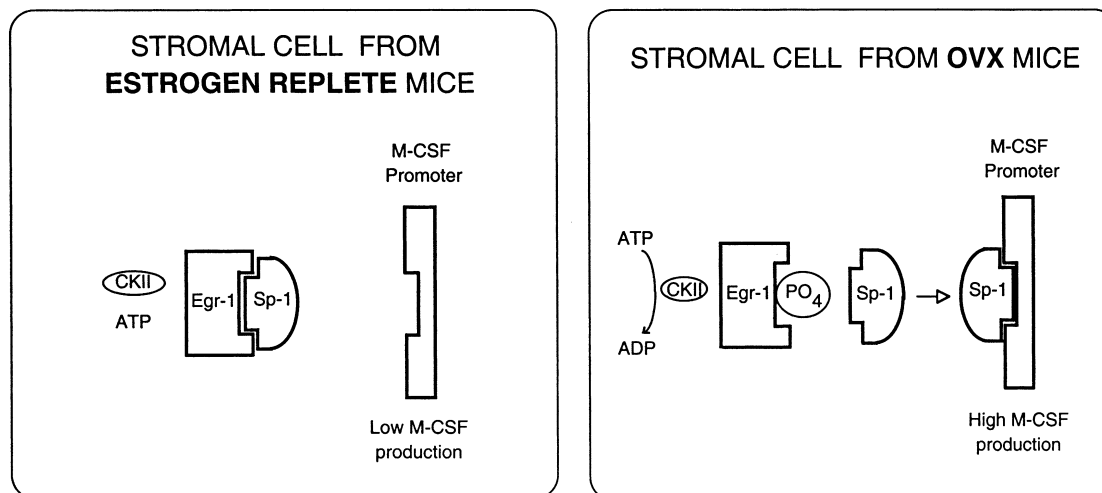 STROMAL CELL FROM
ESTROGEN REPLETE MICE
M-CSF
Promoter
CKII
ATP
Egr-1
Sp-1
Low M-CSF
production
STROMAL CELL FROM OVX MICE
M-CSF
Promoter
ATP
CKII
ADP
Egr-1
PO4
Sp-1
Sp-1
High M-CSF
production